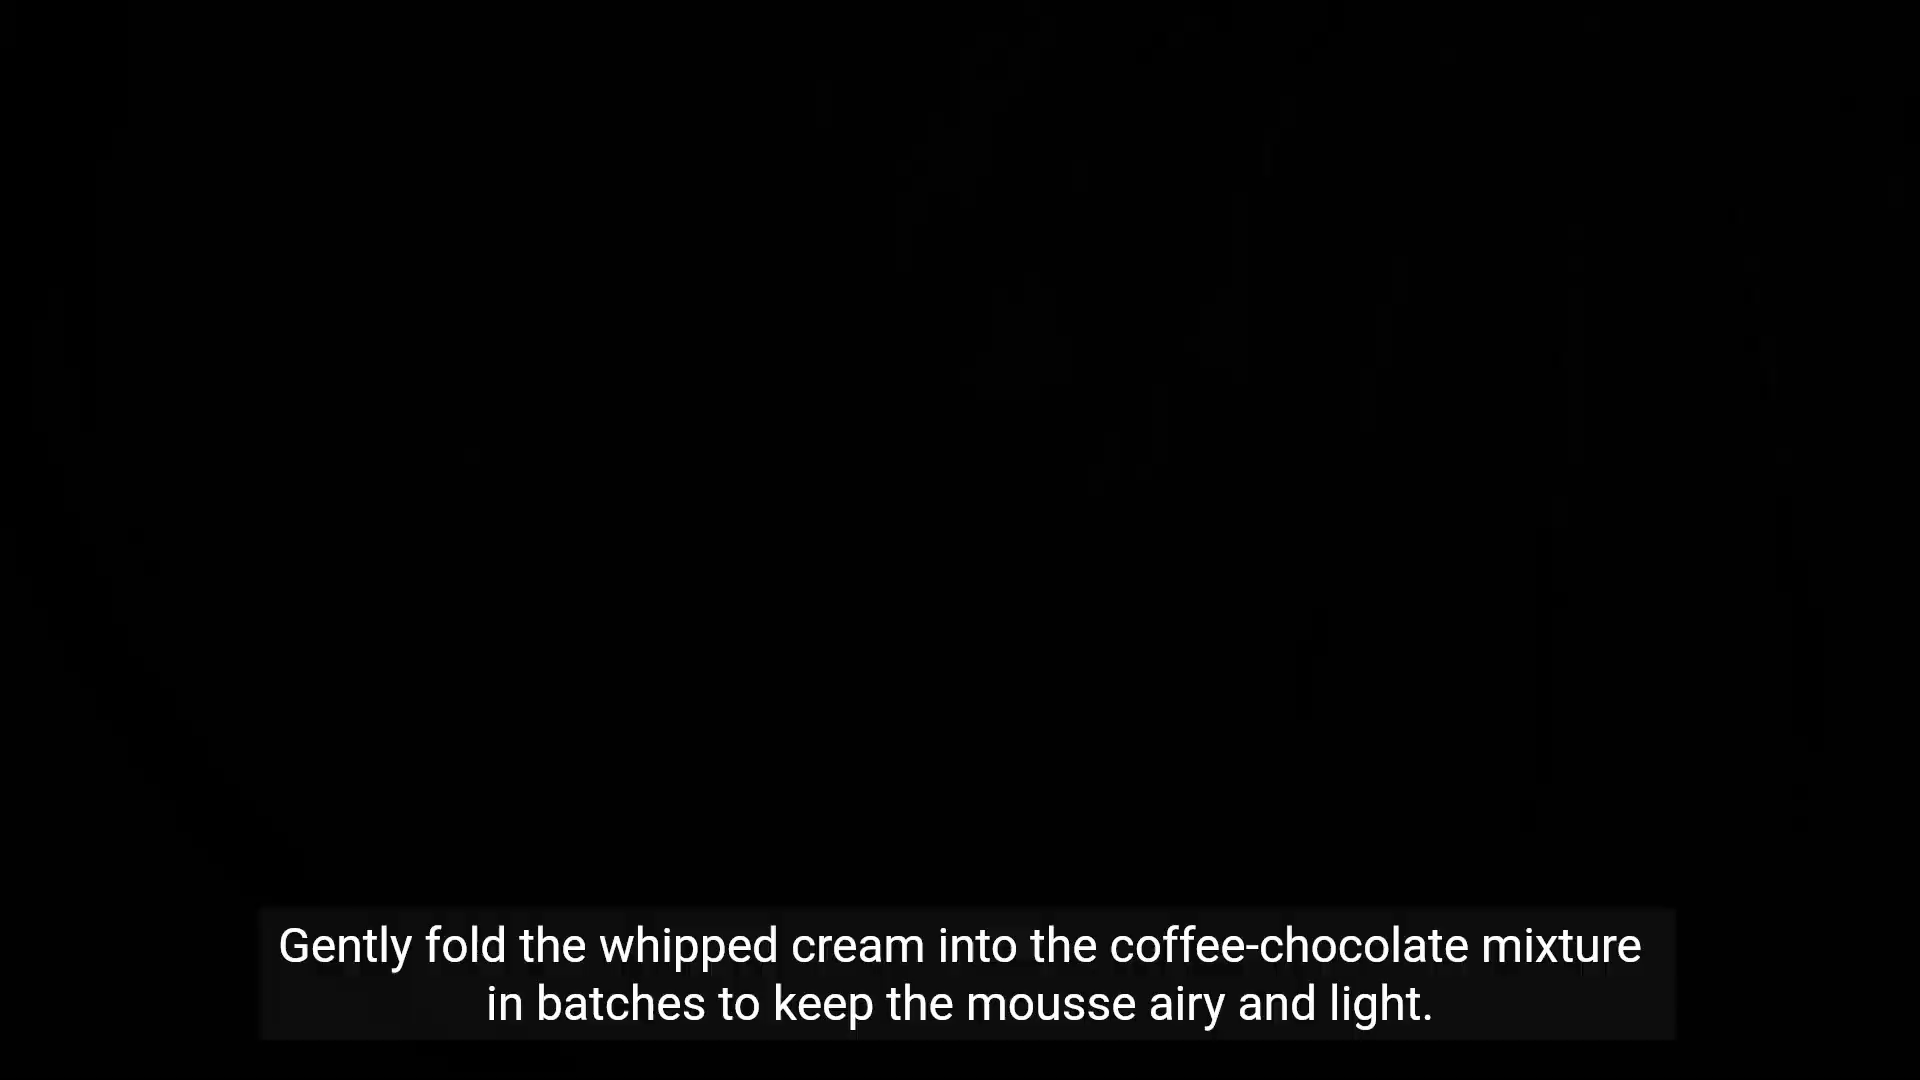 Gently fold the whipped cream into the coffee-chocolate mixture
in batches to keep the mousse airy and light.